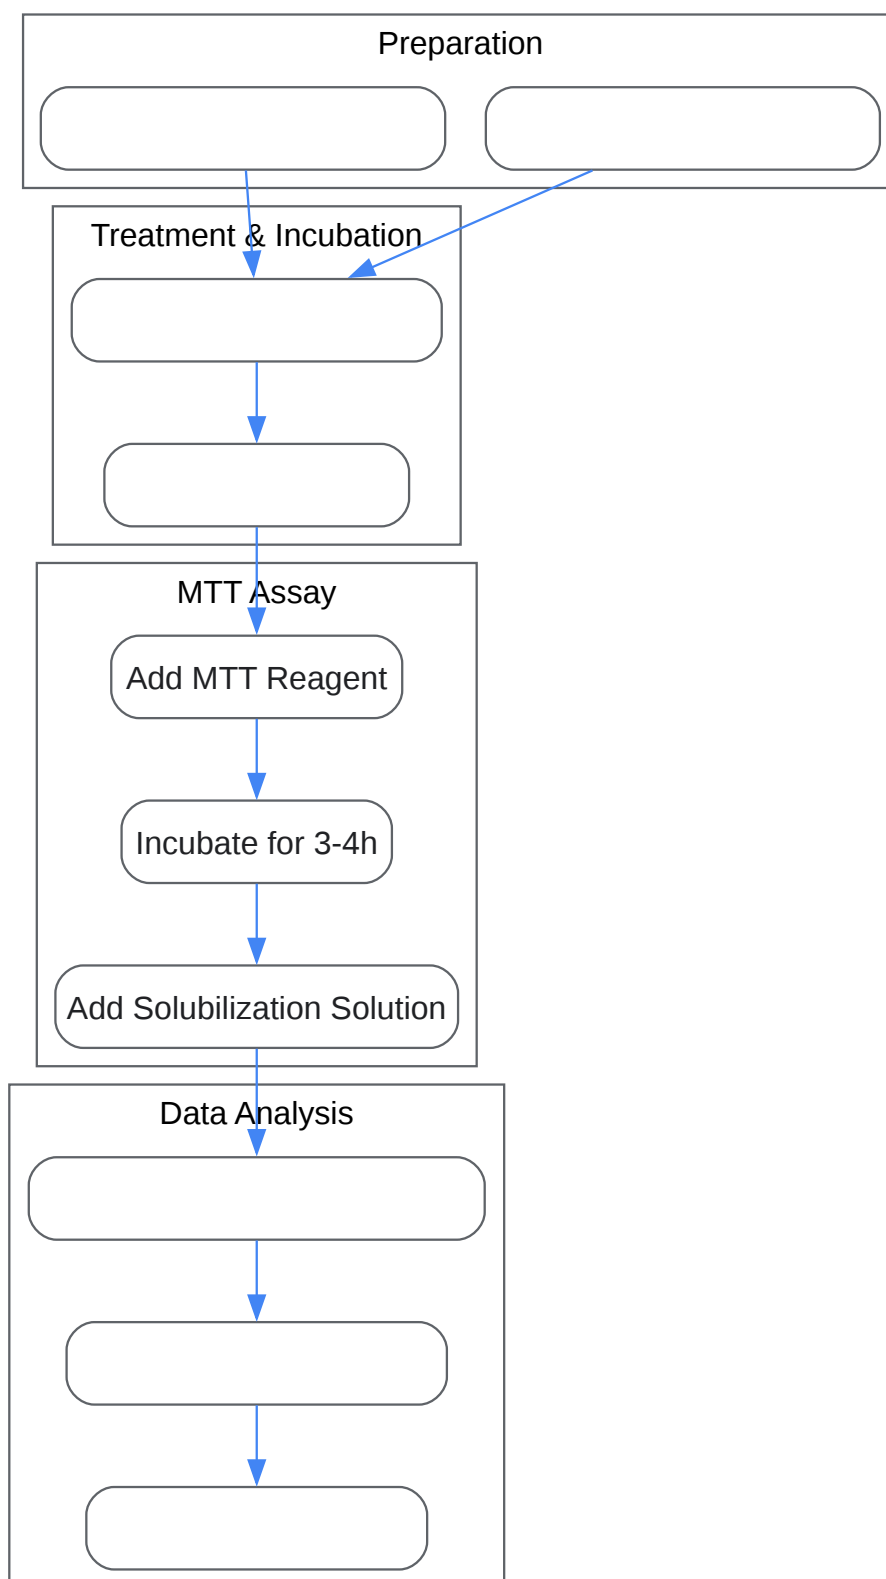 Preparation
Treatment & Incubation
MTT Assay
Add MTT Reagent
Incubate for 3-4h
Add Solubilization Solution
Data Analysis